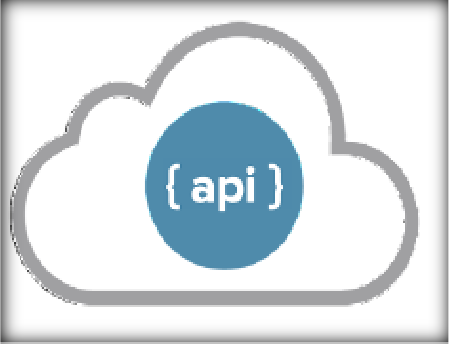 { api }